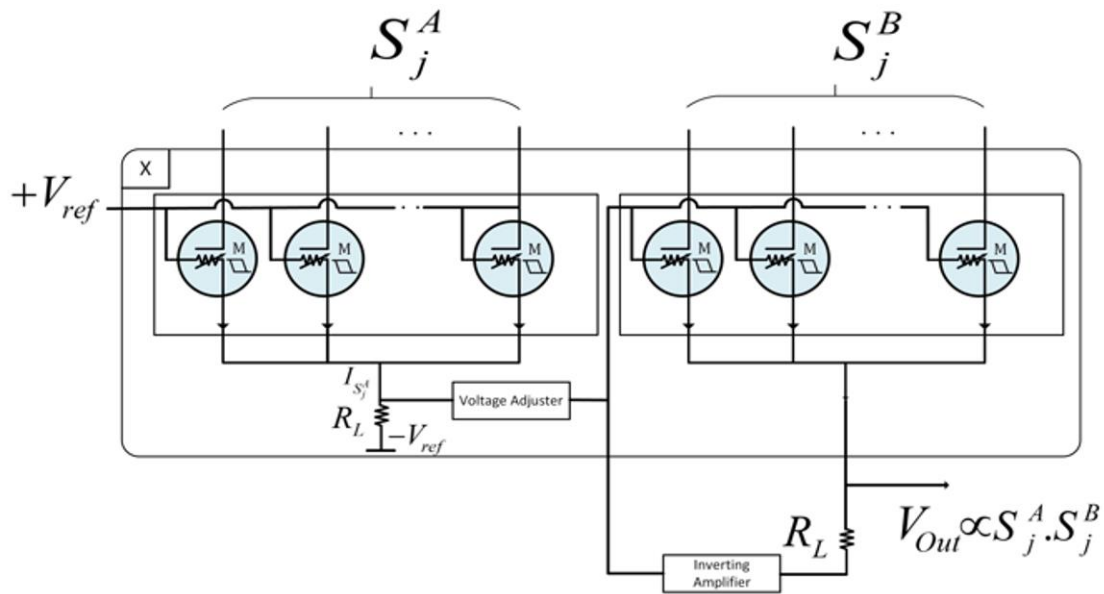 S_j^A S_j^B
... ...
X
+V_ref
M M M M M M
I_{S_j^A}
Voltage Adjuster
R_L
-V_ref
R_L
V_Out∝S_j^A.S_j^B
Inverting
Amplifier